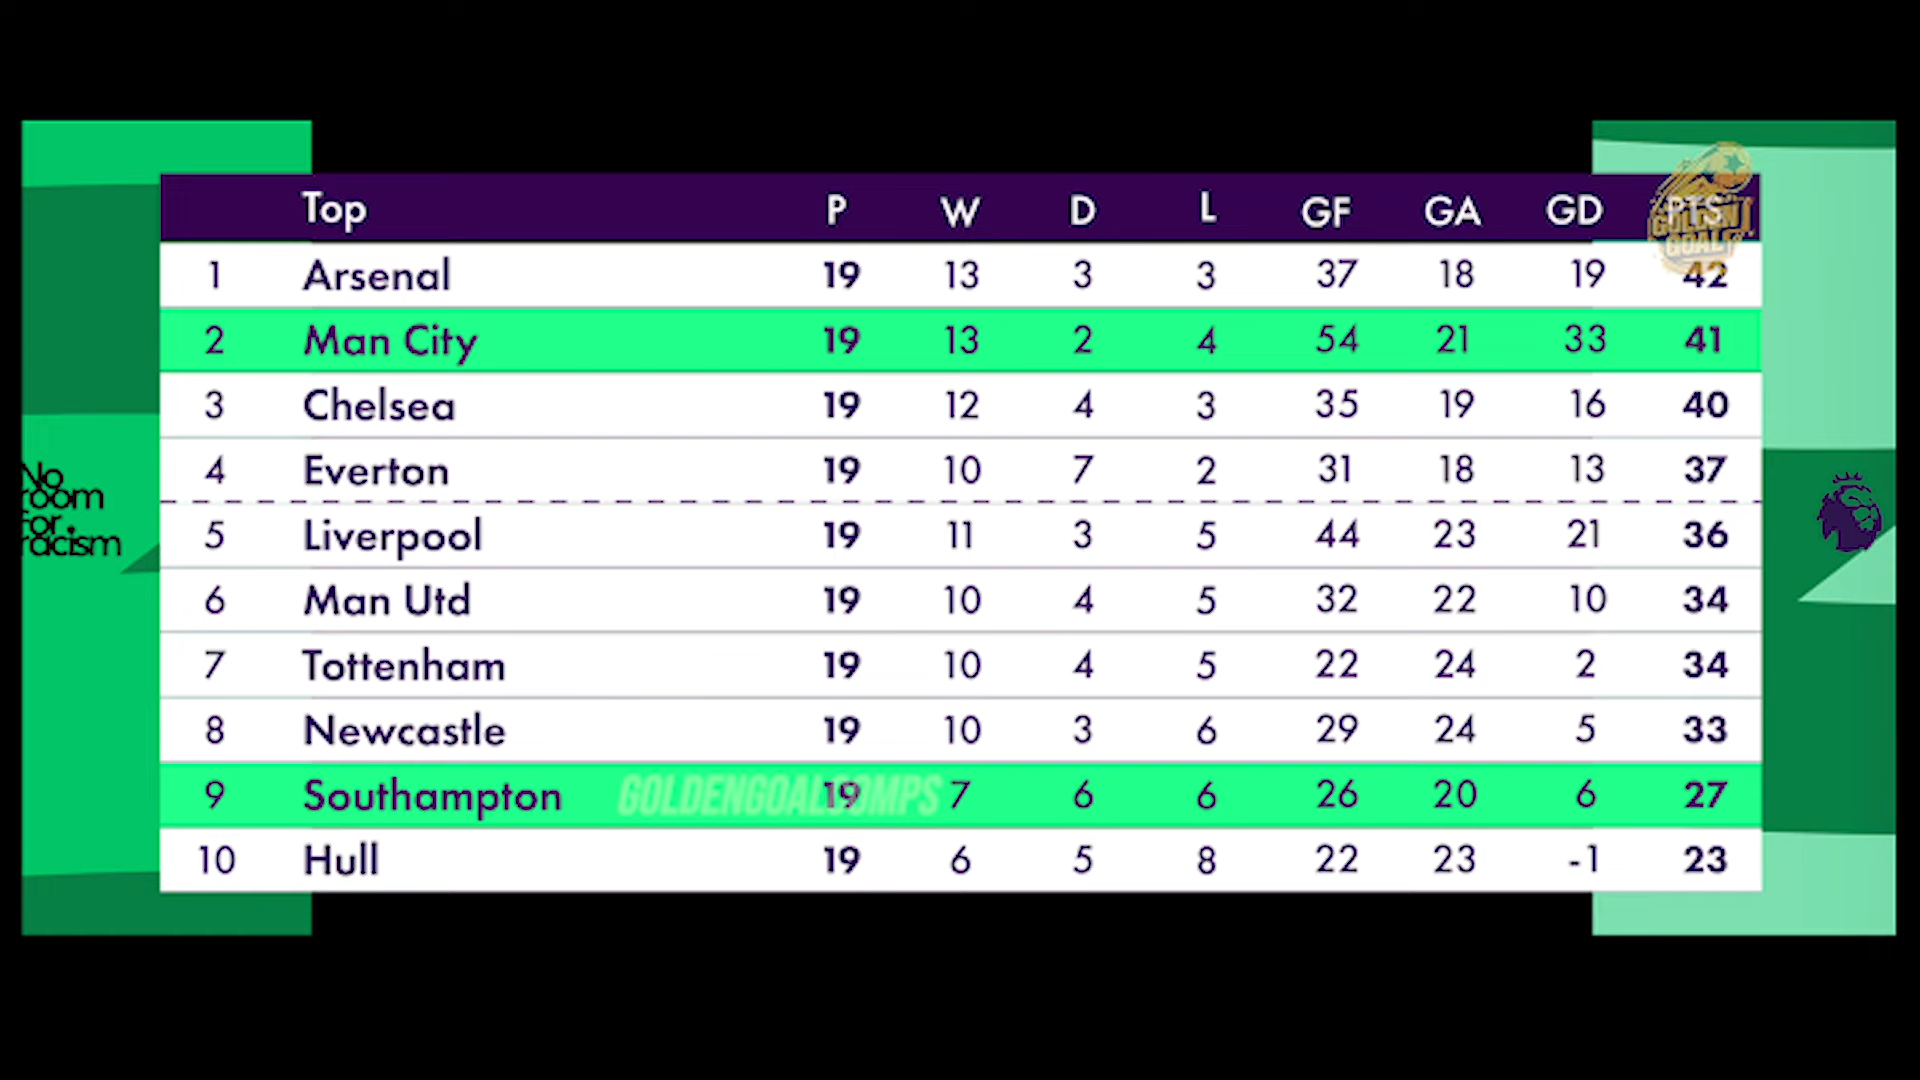 Top P W D L GF GA GD PTS
1 Arsenal 19 13 3 3 37 18 19 42
2 Man City 19 13 2 4 54 21 33 41
3 Chelsea 19 12 4 3 35 19 16 40
4 Everton 19 10 7 2 31 18 13 37
5 Liverpool 19 11 3 5 44 23 21 36
6 Man Utd 19 10 4 5 32 22 10 34
7 Tottenham 19 10 4 5 22 24 2 34
8 Newcastle 19 10 3 6 29 24 5 33
9 Southampton 19 7 6 6 26 20 6 27
10 Hull 19 6 5 8 22 23 -1 23
No
room
for
racism
GOLDEN
GOAL
GOLDENGOALCOMPS